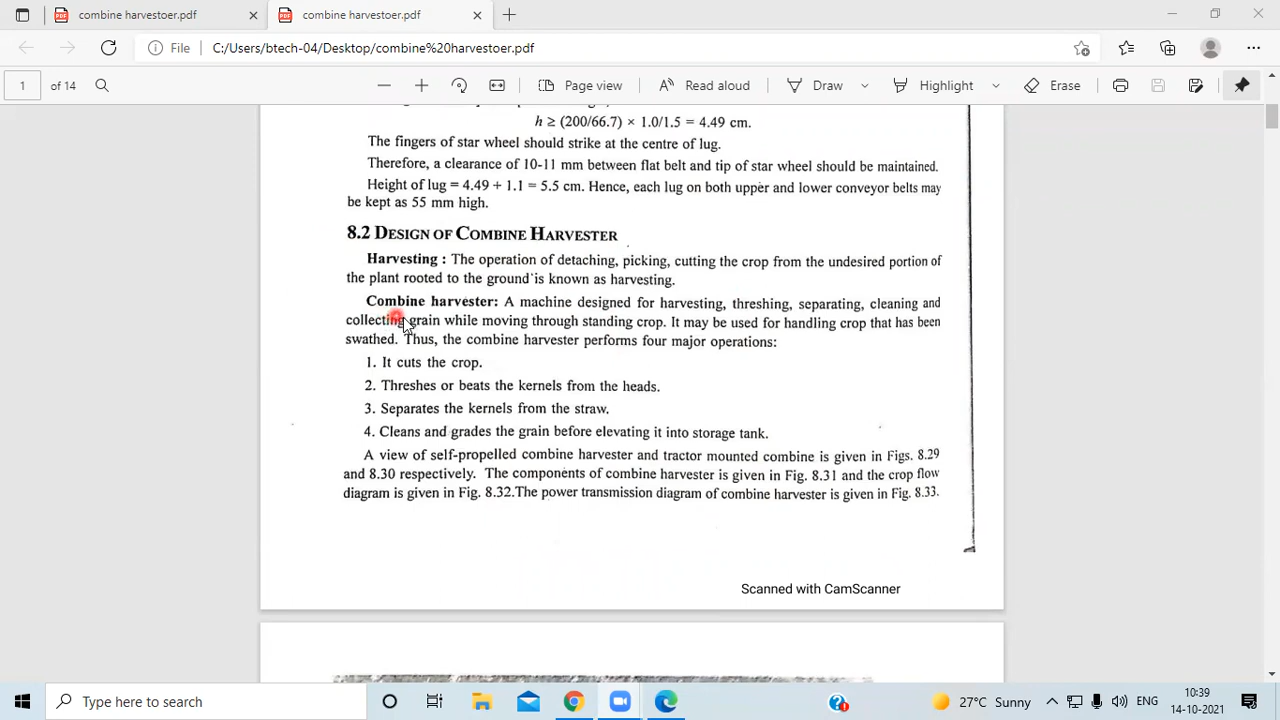 combine harvester.pdf
combine harvester.pdf
File C:/Users/btech-04/Desktop/combine%20harvestoer.pdf
1 of 14 Page view Read aloud Draw Highlight Erase
h ≥ (200/66.7) × 1.0/1.5 = 4.49 cm.
The fingers of star wheel should strike at the centre of lug.
Therefore, a clearance of 10-11 mm between flat belt and tip of star wheel should be maintained.
Height of lug = 4.49 + 1.1 = 5.5 cm. Hence, each lug on both upper and lower conveyor belts may
be kept as 55 mm high.
8.2 DESIGN OF COMBINE HARVESTER
Harvesting : The operation of detaching, picking, cutting the crop from the undesired portion of
the plant rooted to the ground is known as harvesting.
Combine harvester: A machine designed for harvesting, threshing, separating, cleaning and
collecting grain while moving through standing crop. It may be used for handling crop that has been
swathed. Thus, the combine harvester performs four major operations:
1. It cuts the crop.
2. Threshes or beats the kernels from the heads.
3. Separates the kernels from the straw.
4. Cleans and grades the grain before elevating it into storage tank.
A view of self-propelled combine harvester and tractor mounted combine is given in Figs. 8.29
and 8.30 respectively. The components of combine harvester is given in Fig. 8.31 and the crop flow
diagram is given in Fig. 8.32.The power transmission diagram of combine harvester is given in Fig. 8.33.
Scanned with CamScanner
Type here to search
27°C Sunny
ENG
10:39
14-10-2021